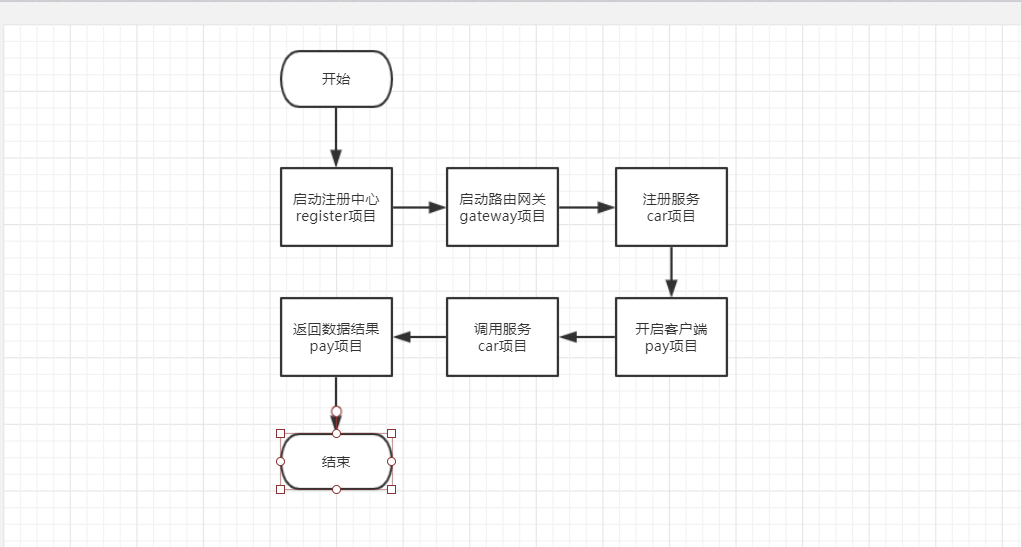 开始
启动注册中心
register项目
启动路由网关
gateway项目
注册服务
car项目
开启客户端
pay项目
调用服务
car项目
返回数据结果
pay项目
结束